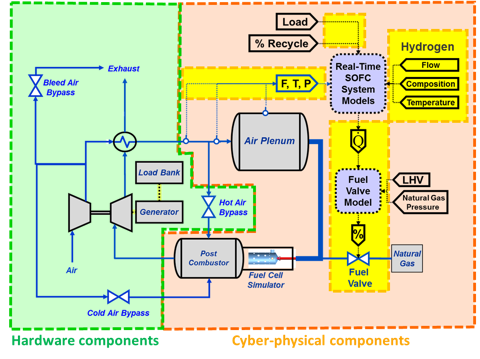 Load
% Recycle
Hydrogen
Flow
Composition
Temperature
Real-Time
SOFC
System
Models
F, T, P
Exhaust
Bleed Air
Bypass
Air Plenum
Q̇
Load Bank
Generator
Hot Air
Bypass
Fuel
Valve
Model
LHV
Natural Gas
Pressure
%
Air
Post
Combustor
Fuel Cell
Simulator
Fuel
Valve
Natural
Gas
Cold Air Bypass
Hardware components
Cyber-physical components